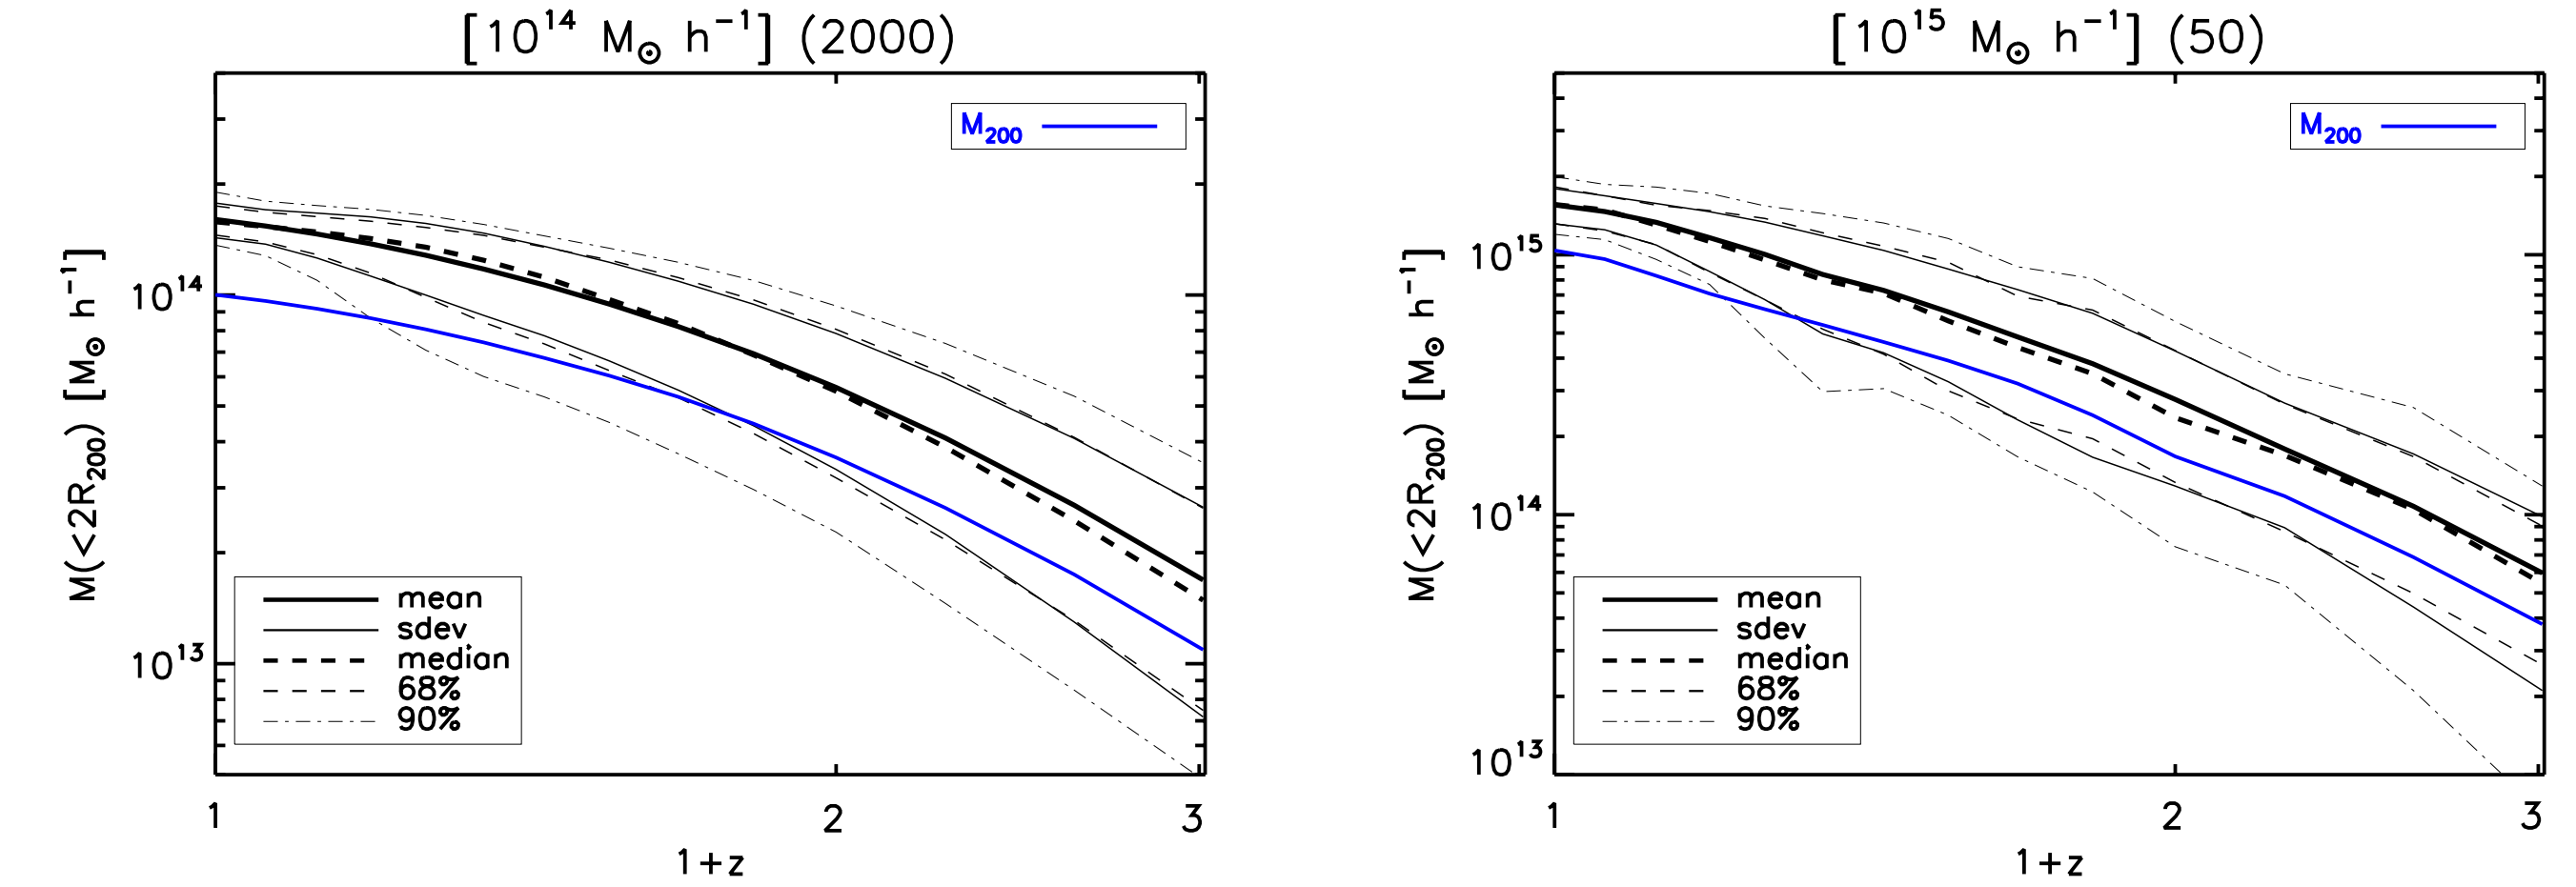 [10¹⁴ M⊙ h⁻¹] (2000)
M₂₀₀
M(<2R₂₀₀) [M⊙ h⁻¹]
10¹⁴
10¹³
mean
sdev
median
68%
90%
1 2 3
1+z
[10¹⁵ M⊙ h⁻¹] (50)
M₂₀₀
M(<2R₂₀₀) [M⊙ h⁻¹]
10¹⁵
10¹⁴
10¹³
mean
sdev
median
68%
90%
1 2 3
1+z